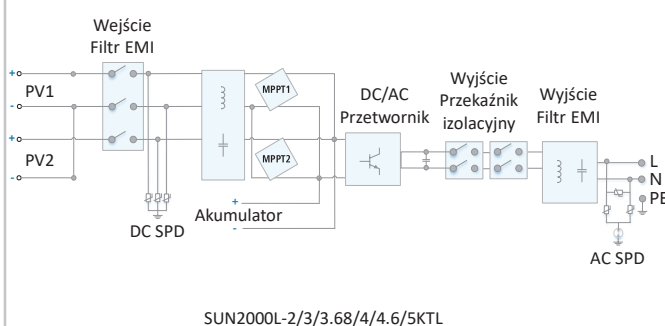 Wejście
Filtr EMI
PV1
PV2
+
-
+
-
DC SPD
MPPT1
MPPT2
Akumulator
+
-
DC/AC
Przetwornik
Wyjście
Przekaźnik
izolacyjny
Wyjście
Filtr EMI
L
N
PE
AC SPD
SUN2000L-2/3/3.68/4/4.6/5KTL